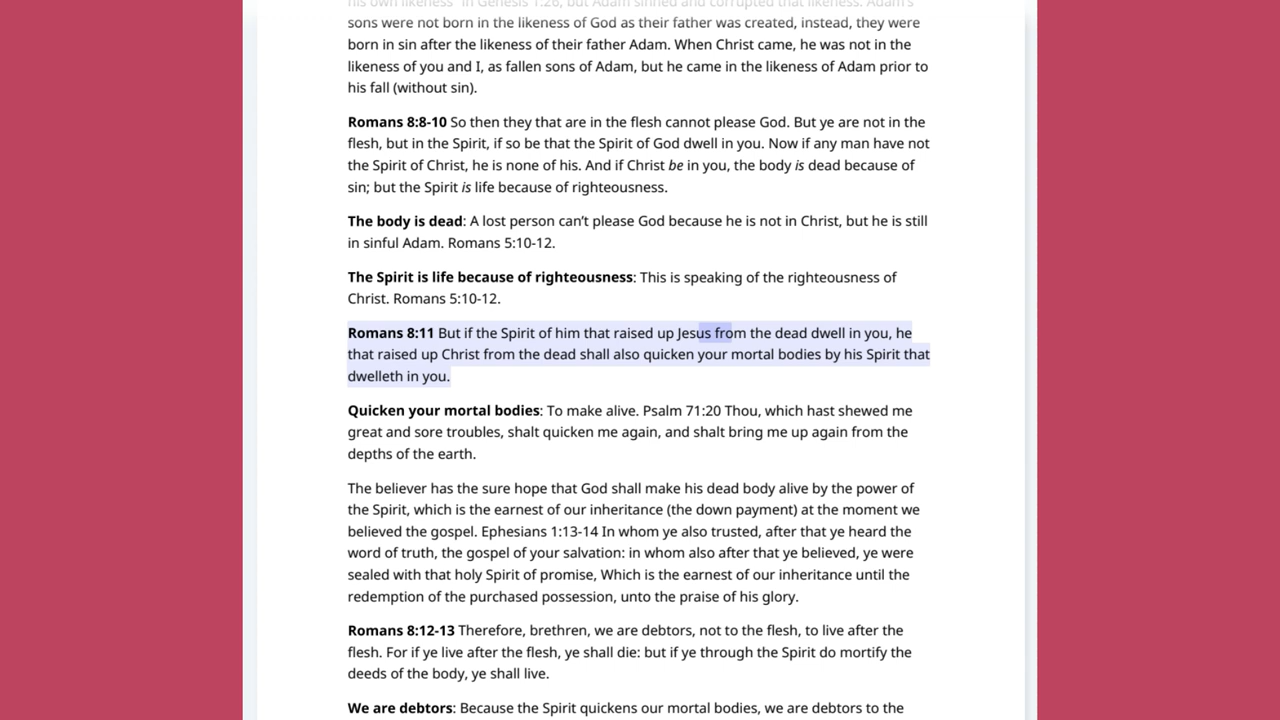 his own likeness" in Genesis 1:26, but Adam sinned and corrupted that likeness. Adam's
sons were not born in the likeness of God as their father was created, instead, they were
born in sin after the likeness of their father Adam. When Christ came, he was not in the
likeness of you and I, as fallen sons of Adam, but he came in the likeness of Adam prior to
his fall (without sin).
Romans 8:8-10 So then they that are in the flesh cannot please God. But ye are not in the
flesh, but in the Spirit, if so be that the Spirit of God dwell in you. Now if any man have not
the Spirit of Christ, he is none of his. And if Christ be in you, the body is dead because of
sin; but the Spirit is life because of righteousness.
The body is dead: A lost person can’t please God because he is not in Christ, but he is still
in sinful Adam. Romans 5:10-12.
The Spirit is life because of righteousness: This is speaking of the righteousness of
Christ. Romans 5:10-12.
Romans 8:11 But if the Spirit of him that raised up Jesus from the dead dwell in you, he
that raised up Christ from the dead shall also quicken your mortal bodies by his Spirit that
dwelleth in you.
Quicken your mortal bodies: To make alive. Psalm 71:20 Thou, which hast shewed me
great and sore troubles, shalt quicken me again, and shalt bring me up again from the
depths of the earth.
The believer has the sure hope that God shall make his dead body alive by the power of
the Spirit, which is the earnest of our inheritance (the down payment) at the moment we
believed the gospel. Ephesians 1:13-14 In whom ye also trusted, after that ye heard the
word of truth, the gospel of your salvation: in whom also after that ye believed, ye were
sealed with that holy Spirit of promise, Which is the earnest of our inheritance until the
redemption of the purchased possession, unto the praise of his glory.
Romans 8:12-13 Therefore, brethren, we are debtors, not to the flesh, to live after the
flesh. For if ye live after the flesh, ye shall die: but if ye through the Spirit do mortify the
deeds of the body, ye shall live.
We are debtors: Because the Spirit quickens our mortal bodies, we are debtors to the